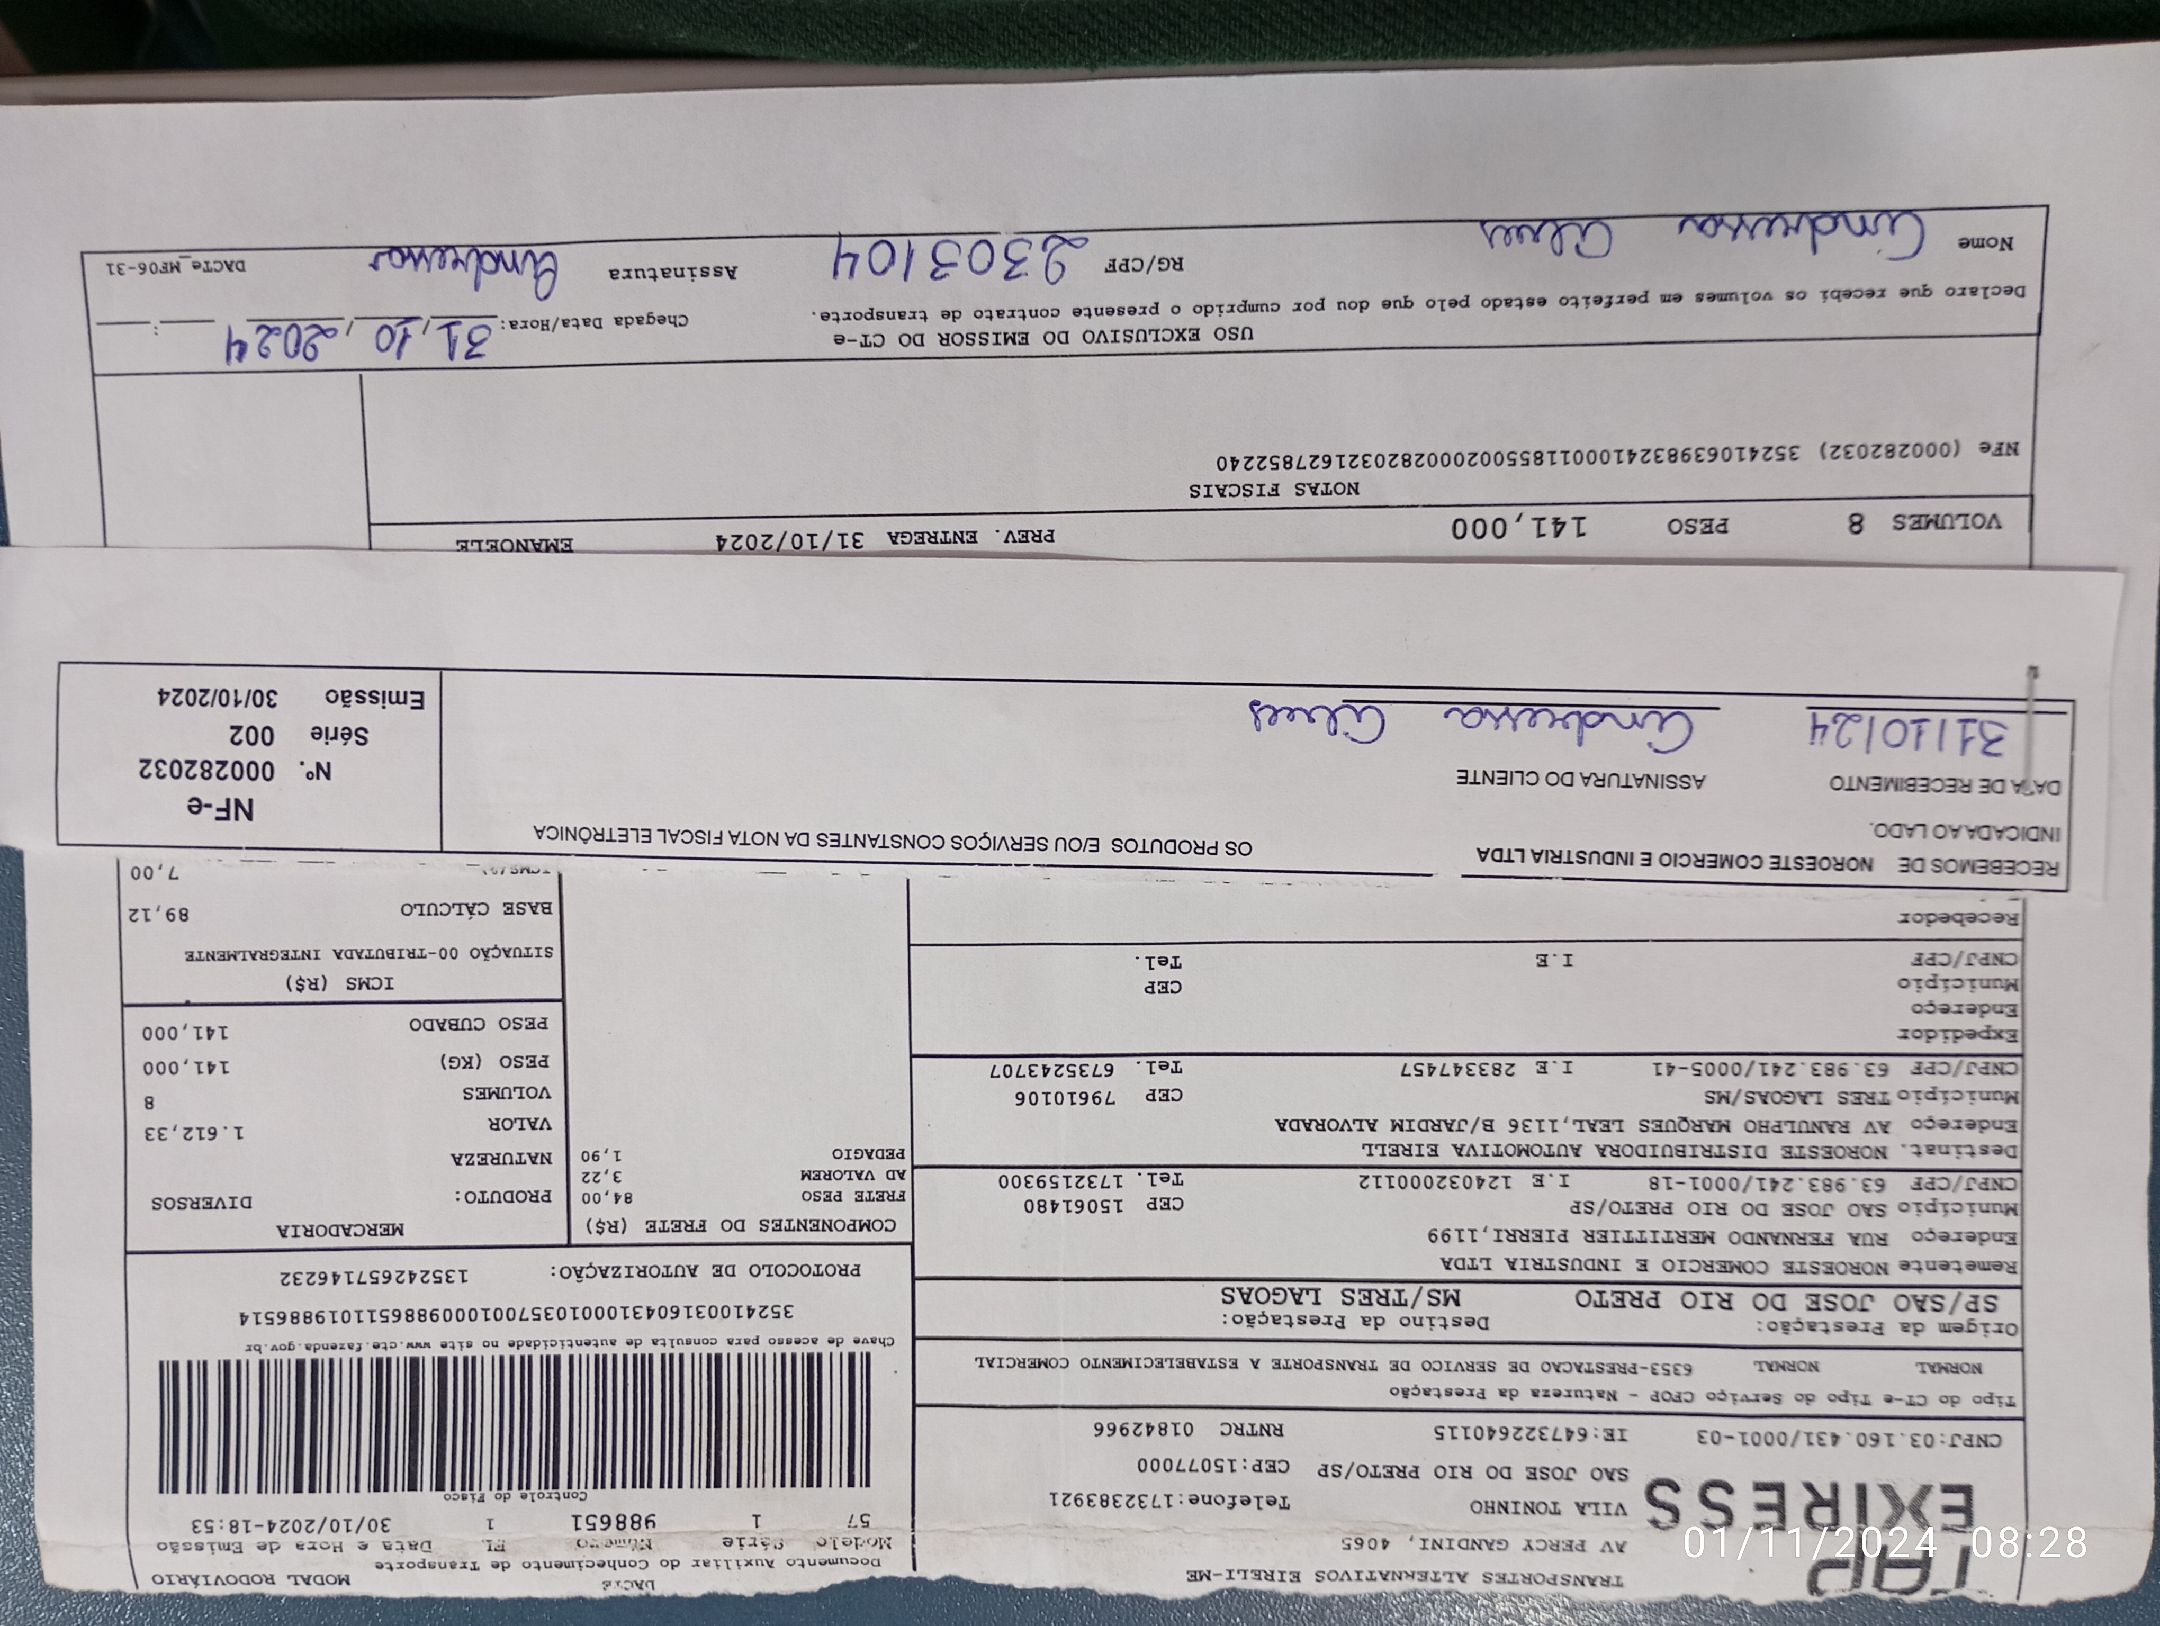 TRANSPORTES ALTERNATIVOS EIRELI-ME
AV PERCY GANDINI, 4065
VILA TONINHO Telefone:1732383921
SAO JOSE DO RIO PRETO/SP CEP:15077000
CNPJ:03.160.431/0001-03 IE:647322640115 RNTRC 01842966
Tipo do CT-e Tipo do Serviço CFOP - Natureza da Prestação
NORMAL NORMAL 6353-PRESTACAO DE SERVICO DE TRANSPORTE A ESTABELECIMENTO COMERCIAL
Origem da Prestação: Destino da Prestação:
SP/SAO JOSE DO RIO PRETO MS/TRES LAGOAS
Remetente NOROESTE COMERCIO E INDUSTRIA LTDA
Endereço RUA FERNANDO MERTITTIER PIERRI,1199
Município SAO JOSE DO RIO PRETO/SP CEP 15061480
CNPJ/CPF 63.983.241/0001-18 I.E 124032000112 Tel. 1732159300
Destinat. NOROESTE DISTRIBUIDORA AUTOMOTIVA EIRELL
Endereço AV RANULPHO MARQUES LEAL,1136 B/JARDIM ALVORADA
Município TRES LAGOAS/MS CEP 79610106
CNPJ/CPF 63.983.241/0005-41 I.E 283347457 Tel. 6735243707
Expedidor
Endereço
Município CEP
CNPJ/CPF I.E Tel.
Recebedor
DACTE MODAL RODOVIÁRIO
Documento Auxiliar do Conhecimento de Transporte
Modelo Série Número FL Data e Hora de Emissão
57 1 988651 1 30/10/2024-18:53
Controle do Fisco
Chave de acesso para consulta de autenticidade no site www.cte.fazenda.gov.br
35241003160431000103570010009886511101988651​4
PROTOCOLO DE AUTORIZAÇÃO: 135242657146232
COMPONENTES DO FRETE (R$)
FRETE PESO 84,00
AD VALOREM 3,22
PEDAGIO 1,90
MERCADORIA
PRODUTO: DIVERSOS
NATUREZA
VALOR 1.612,33
VOLUMES 8
PESO (KG) 141,000
PESO CUBADO 141,000
ICMS (R$)
SITUAÇÃO 00-TRIBUTADA INTEGRALMENTE
BASE CÁLCULO 89,12
7,00
RECEBEMOS DE NOROESTE COMERCIO E INDUSTRIA LTDA OS PRODUTOS E/OU SERVIÇOS CONSTANTES DA NOTA FISCAL ELETRÔNICA
INDICADA AO LADO.
DATA DE RECEBIMENTO ASSINATURA DO CLIENTE
31/10/24 Andressa Alves
NF-e
Nº. 000282032
Série 002
Emissão 30/10/2024
VOLUMES 8 PESO 141,000 PREV. ENTREGA 31/10/2024 EMANOELE
NOTAS FISCAIS
NFe (000282032) 35241063983241000118550020002820321627852240
USO EXCLUSIVO DO EMISSOR DO CT-e
Declaro que recebi os volumes em perfeito estado pelo que dou por cumprido o presente contrato de transporte.
Chegada Data/Hora: 31, 10, 2024 :
Nome Andressa Alves RG/CPF 2303104 Assinatura Andressa DACTe_MF06-31
01/11/2024 08:28